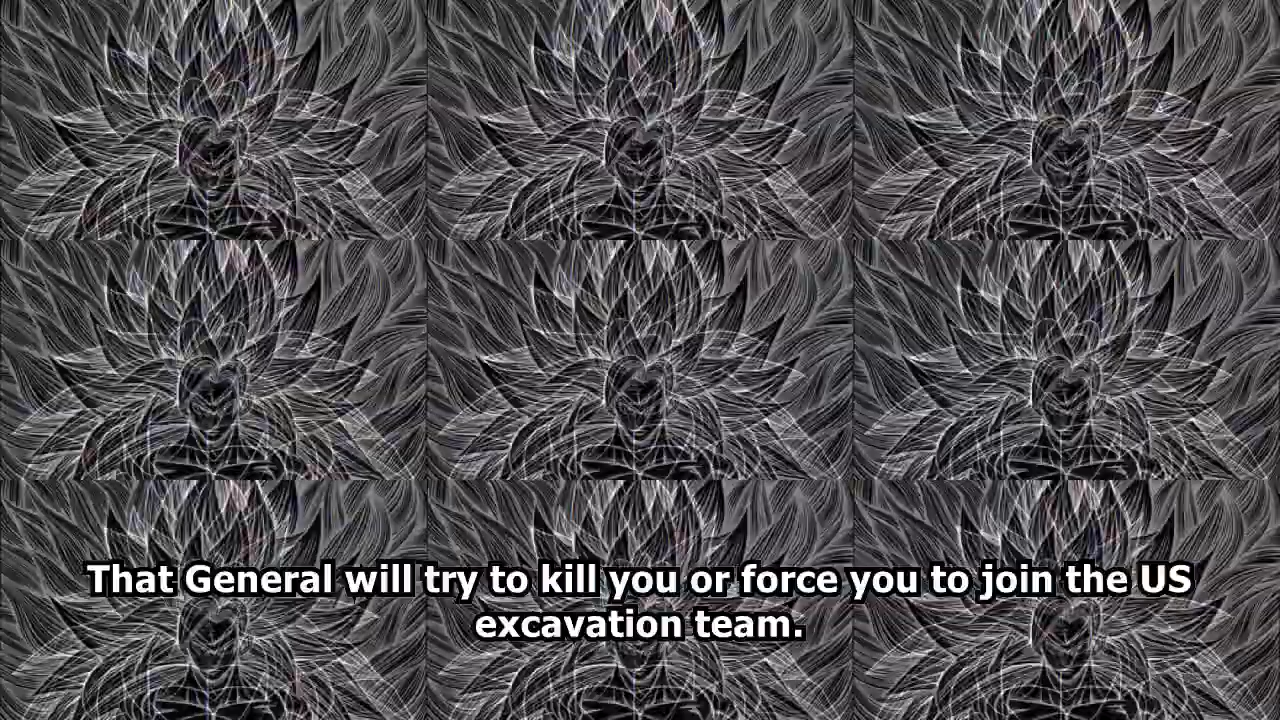 That General will try to kill you or force you to join the US
excavation team.